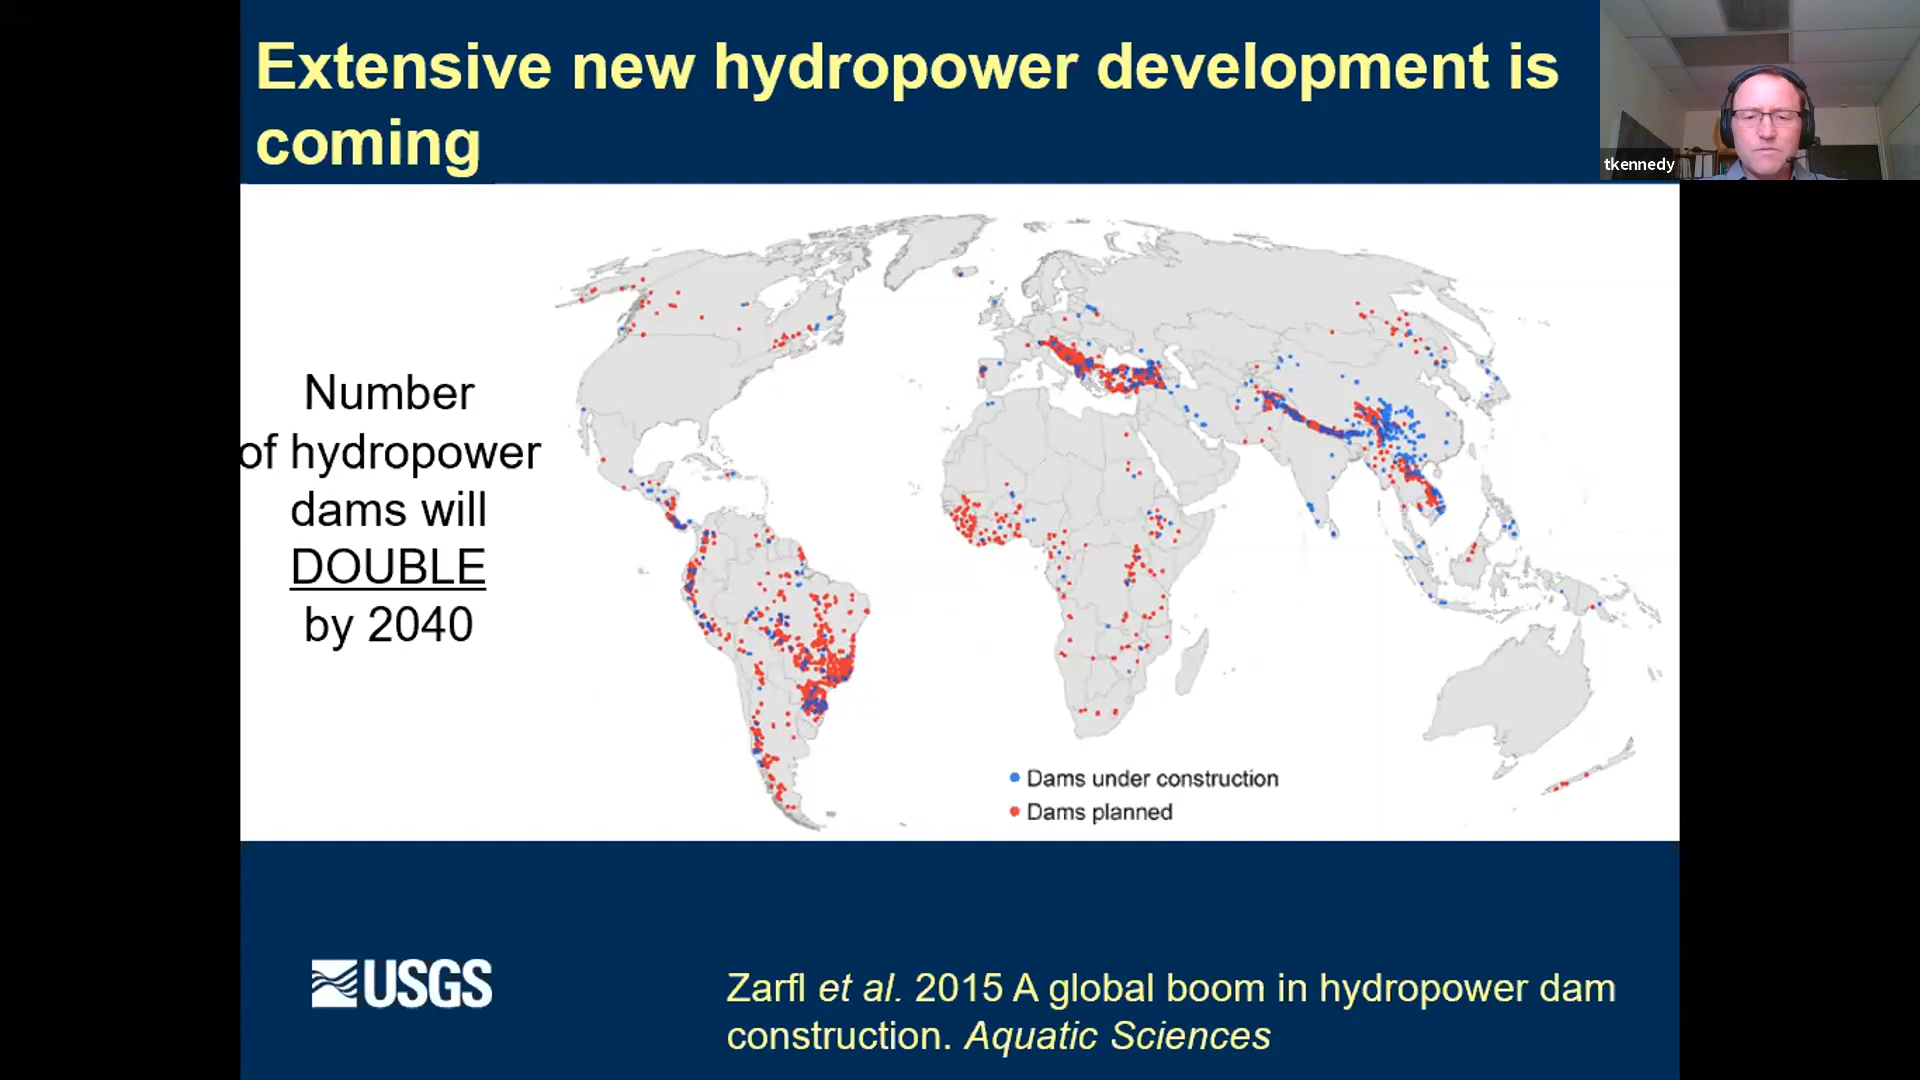 Extensive new hydropower development is
coming
tkennedy
Number
of hydropower
dams will
DOUBLE
by 2040
Dams under construction
Dams planned
USGS
Zarfl et al. 2015 A global boom in hydropower dam
construction. Aquatic Sciences